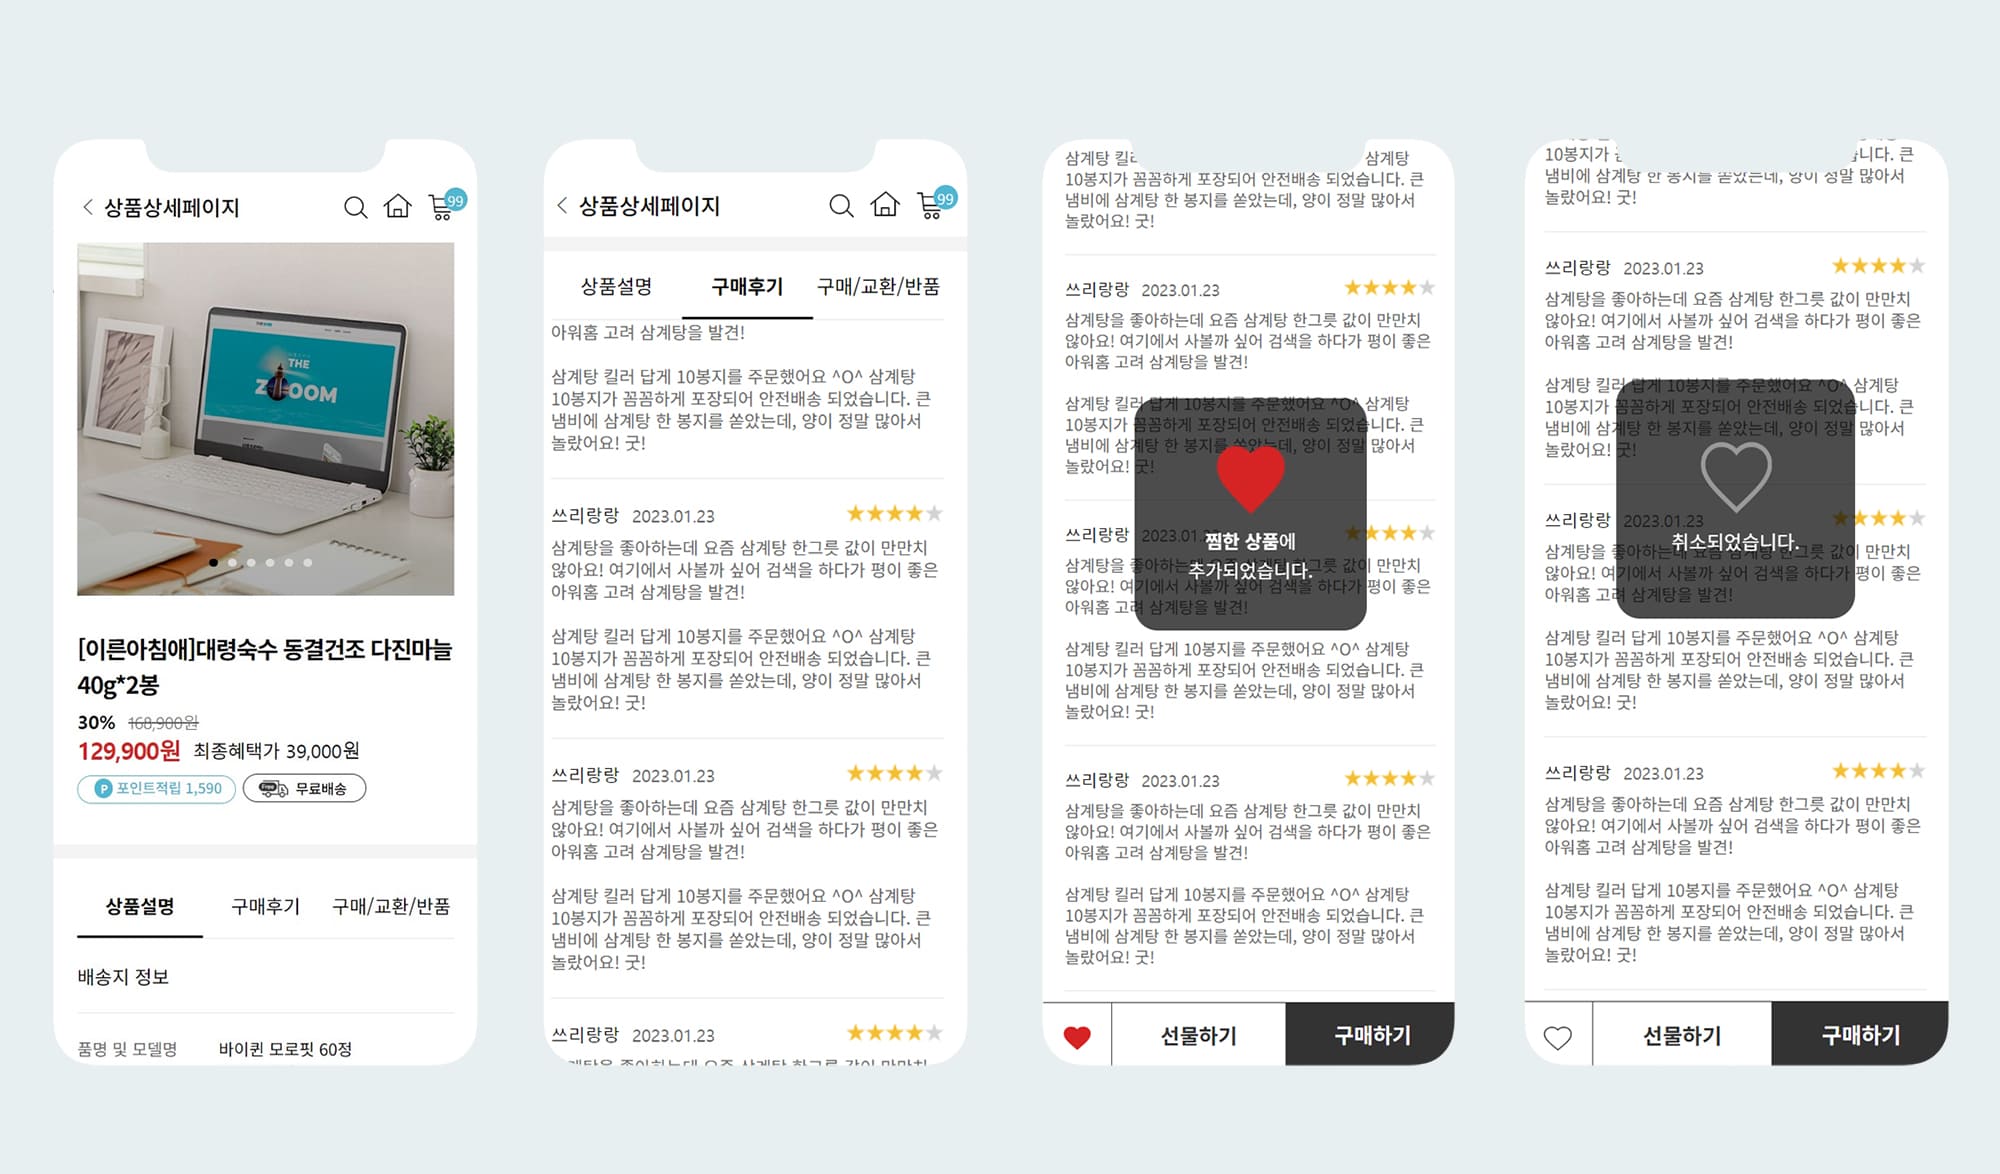 상품상세페이지
99
THE
ZOOM
[이른아침애]대령숙수 동결건조 다진마늘
40g*2봉
30% 168,900원
129,900원 최종혜택가 39,000원
P 포인트적립 1,590
Free 무료배송
상품설명 구매후기 구매/교환/반품
배송지 정보
품명 및 모델명 바이퀸 모로핏 60정
상품상세페이지
99
상품설명 구매후기 구매/교환/반품
아워홈 고려 삼계탕을 발견!
삼계탕 킬러 답게 10봉지를 주문했어요 ^O^ 삼계탕
10봉지가 꼼꼼하게 포장되어 안전배송 되었습니다. 큰
냄비에 삼계탕 한 봉지를 쏟았는데, 양이 정말 많아서
놀랐어요! 굿!
쓰리랑랑 2023.01.23
삼계탕을 좋아하는데 요즘 삼계탕 한그릇 값이 만만치
않아요! 여기에서 사볼까 싶어 검색을 하다가 평이 좋은
아워홈 고려 삼계탕을 발견!
삼계탕 킬러 답게 10봉지를 주문했어요 ^O^ 삼계탕
10봉지가 꼼꼼하게 포장되어 안전배송 되었습니다. 큰
냄비에 삼계탕 한 봉지를 쏟았는데, 양이 정말 많아서
놀랐어요! 굿!
쓰리랑랑 2023.01.23
삼계탕을 좋아하는데 요즘 삼계탕 한그릇 값이 만만치
않아요! 여기에서 사볼까 싶어 검색을 하다가 평이 좋은
아워홈 고려 삼계탕을 발견!
삼계탕 킬러 답게 10봉지를 주문했어요 ^O^ 삼계탕
10봉지가 꼼꼼하게 포장되어 안전배송 되었습니다. 큰
냄비에 삼계탕 한 봉지를 쏟았는데, 양이 정말 많아서
놀랐어요! 굿!
쓰리랑랑 2023.01.23
삼계탕 삼계탕
10봉지가 꼼꼼하게 포장되어 안전배송 되었습니다. 큰
냄비에 삼계탕 한 봉지를 쏟았는데, 양이 정말 많아서
놀랐어요! 굿!
쓰리랑랑 2023.01.23
삼계탕을 좋아하는데 요즘 삼계탕 한그릇 값이 만만치
않아요! 여기에서 사볼까 싶어 검색을 하다가 평이 좋은
아워홈 고려 삼계탕을 발견!
삼계탕 킬러 답게 10봉지를 주문했어요 ^O^ 삼계탕
10봉지가 꼼꼼하게 포장되어 안전배송 되었습니다. 큰
냄비에 삼계탕 한 봉지를 쏟았는데, 양이 정말 많아서
놀랐어요! 굿!
쓰리랑랑 2023.01.23
찜한 상품에
추가되었습니다.
삼계탕을 좋아하는데 요즘 삼계탕 한그릇 값이 만만치
않아요! 여기에서 사볼까 싶어 검색을 하다가 평이 좋은
아워홈 고려 삼계탕을 발견!
삼계탕 킬러 답게 10봉지를 주문했어요 ^O^ 삼계탕
10봉지가 꼼꼼하게 포장되어 안전배송 되었습니다. 큰
냄비에 삼계탕 한 봉지를 쏟았는데, 양이 정말 많아서
놀랐어요! 굿!
쓰리랑랑 2023.01.23
삼계탕을 좋아하는데 요즘 삼계탕 한그릇 값이 만만치
않아요! 여기에서 사볼까 싶어 검색을 하다가 평이 좋은
아워홈 고려 삼계탕을 발견!
삼계탕 킬러 답게 10봉지를 주문했어요 ^O^ 삼계탕
10봉지가 꼼꼼하게 포장되어 안전배송 되었습니다. 큰
냄비에 삼계탕 한 봉지를 쏟았는데, 양이 정말 많아서
놀랐어요! 굿!
선물하기 구매하기
10봉지가 큰
냄비에 삼계탕 한 봉지를 쏟았는데, 양이 정말 많아서
놀랐어요! 굿!
쓰리랑랑 2023.01.23
삼계탕을 좋아하는데 요즘 삼계탕 한그릇 값이 만만치
않아요! 여기에서 사볼까 싶어 검색을 하다가 평이 좋은
아워홈 고려 삼계탕을 발견!
삼계탕 킬러 답게 10봉지를 주문했어요 ^O^ 삼계탕
10봉지가 꼼꼼하게 포장되어 안전배송 되었습니다. 큰
냄비에 삼계탕 한 봉지를 쏟았는데, 양이 정말 많아서
놀랐어요! 굿!
쓰리랑랑 2023.01.23
취소되었습니다.
삼계탕을 좋아하는데 요즘 삼계탕 한그릇 값이 만만치
않아요! 여기에서 사볼까 싶어 검색을 하다가 평이 좋은
아워홈 고려 삼계탕을 발견!
삼계탕 킬러 답게 10봉지를 주문했어요 ^O^ 삼계탕
10봉지가 꼼꼼하게 포장되어 안전배송 되었습니다. 큰
냄비에 삼계탕 한 봉지를 쏟았는데, 양이 정말 많아서
놀랐어요! 굿!
쓰리랑랑 2023.01.23
삼계탕을 좋아하는데 요즘 삼계탕 한그릇 값이 만만치
않아요! 여기에서 사볼까 싶어 검색을 하다가 평이 좋은
아워홈 고려 삼계탕을 발견!
삼계탕 킬러 답게 10봉지를 주문했어요 ^O^ 삼계탕
10봉지가 꼼꼼하게 포장되어 안전배송 되었습니다. 큰
냄비에 삼계탕 한 봉지를 쏟았는데, 양이 정말 많아서
놀랐어요! 굿!
선물하기 구매하기